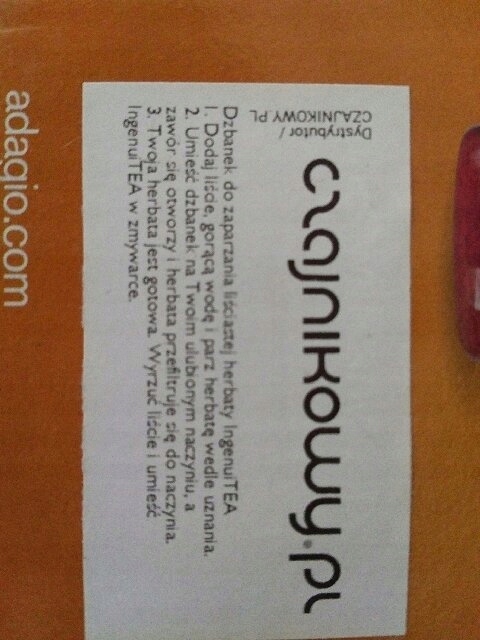 czajnikowy.pl
Dystrybutor /
CZAJNIKOWY.PL
Dzbanek do zaparzania liściastej herbaty IngenuiTEA
1. Dodaj liście, gorącą wodę i parz herbatę wedle uznania.
2. Umieść dzbanek na Twoim ulubionym naczyniu, a
zawór się otworzy i herbata przefiltruje się do naczynia.
3. Twoja herbata jest gotowa. Wyrzuć liście i umieść
IngenuiTEA w zmywarce.
adagio.com